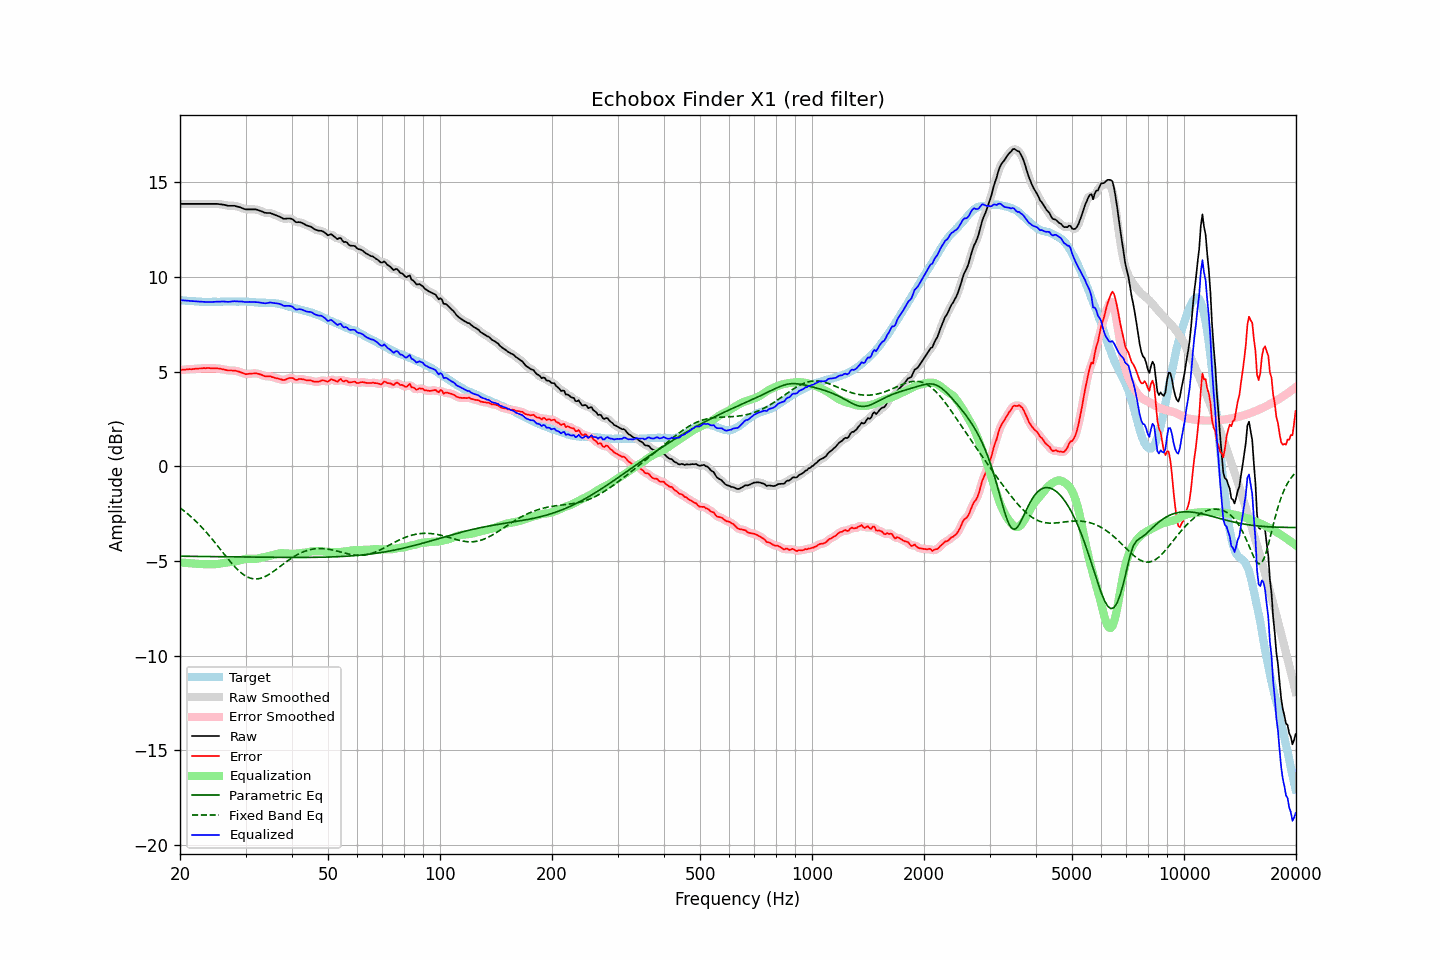 Echobox Finder X1 (red filter)
Amplitude (dBr)
15
10
5
0
−5
−10
−15
−20
Target
Raw Smoothed
Error Smoothed
Raw
Error
Equalization
Parametric Eq
Fixed Band Eq
Equalized
20 50 100 200 500 1000 2000 5000 10000 20000
Frequency (Hz)